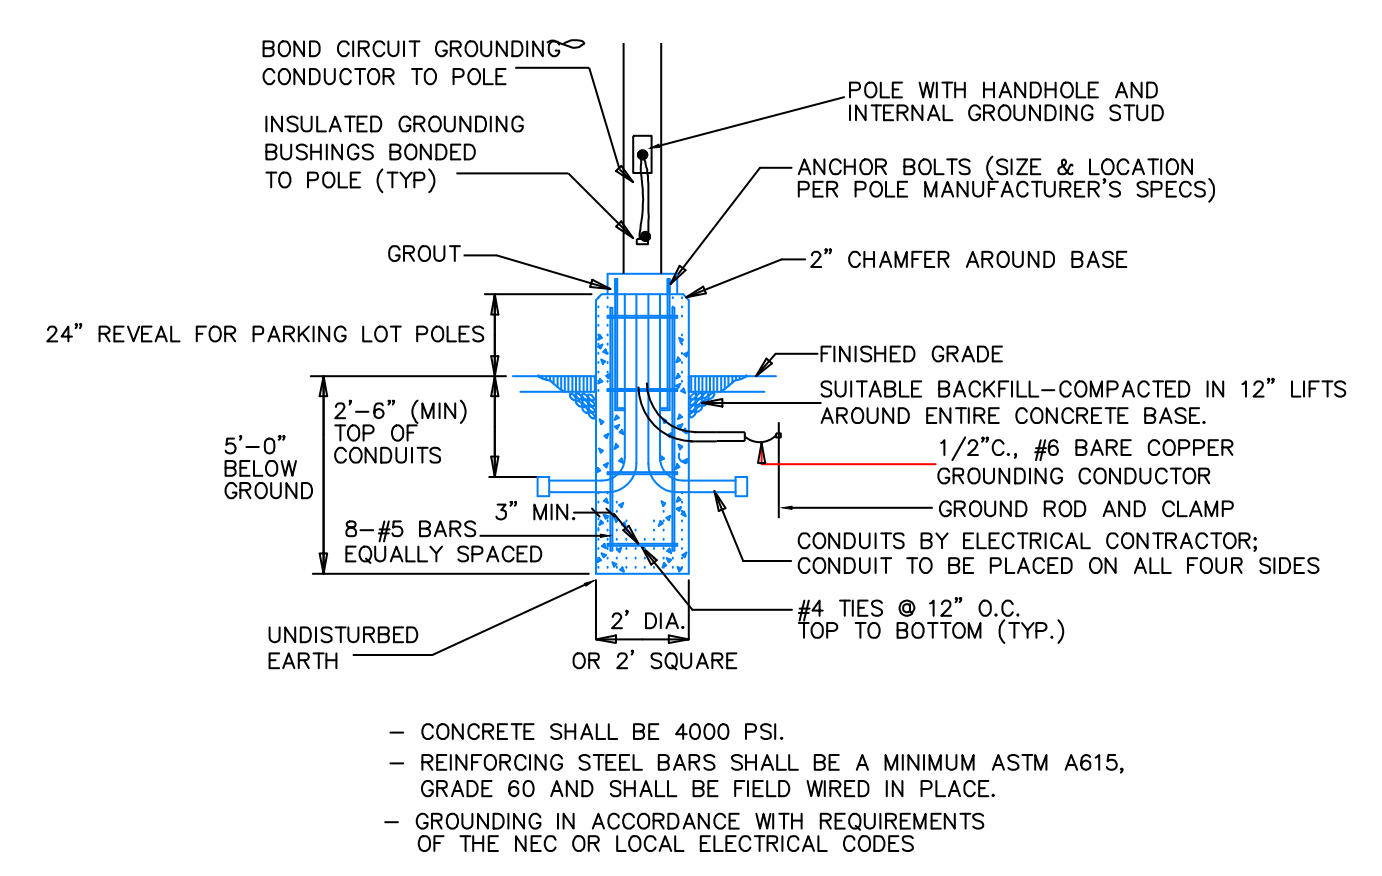 BOND CIRCUIT GROUNDING
CONDUCTOR TO POLE
POLE WITH HANDHOLE AND
INTERNAL GROUNDING STUD
INSULATED GROUNDING
BUSHINGS BONDED
TO POLE (TYP)
ANCHOR BOLTS (SIZE & LOCATION
PER POLE MANUFACTURER'S SPECS)
GROUT
2" CHAMFER AROUND BASE
24" REVEAL FOR PARKING LOT POLES
FINISHED GRADE
SUITABLE BACKFILL-COMPACTED IN 12" LIFTS
AROUND ENTIRE CONCRETE BASE.
2'-6" (MIN)
TOP OF
CONDUITS
5'-0"
BELOW
GROUND
1/2"C., #6 BARE COPPER
GROUNDING CONDUCTOR
GROUND ROD AND CLAMP
3" MIN.
8-#5 BARS
EQUALLY SPACED
CONDUITS BY ELECTRICAL CONTRACTOR;
CONDUIT TO BE PLACED ON ALL FOUR SIDES
#4 TIES @ 12" O.C.
TOP TO BOTTOM (TYP.)
2' DIA.
OR 2' SQUARE
UNDISTURBED
EARTH
- CONCRETE SHALL BE 4000 PSI.
- REINFORCING STEEL BARS SHALL BE A MINIMUM ASTM A615,
GRADE 60 AND SHALL BE FIELD WIRED IN PLACE.
- GROUNDING IN ACCORDANCE WITH REQUIREMENTS
OF THE NEC OR LOCAL ELECTRICAL CODES